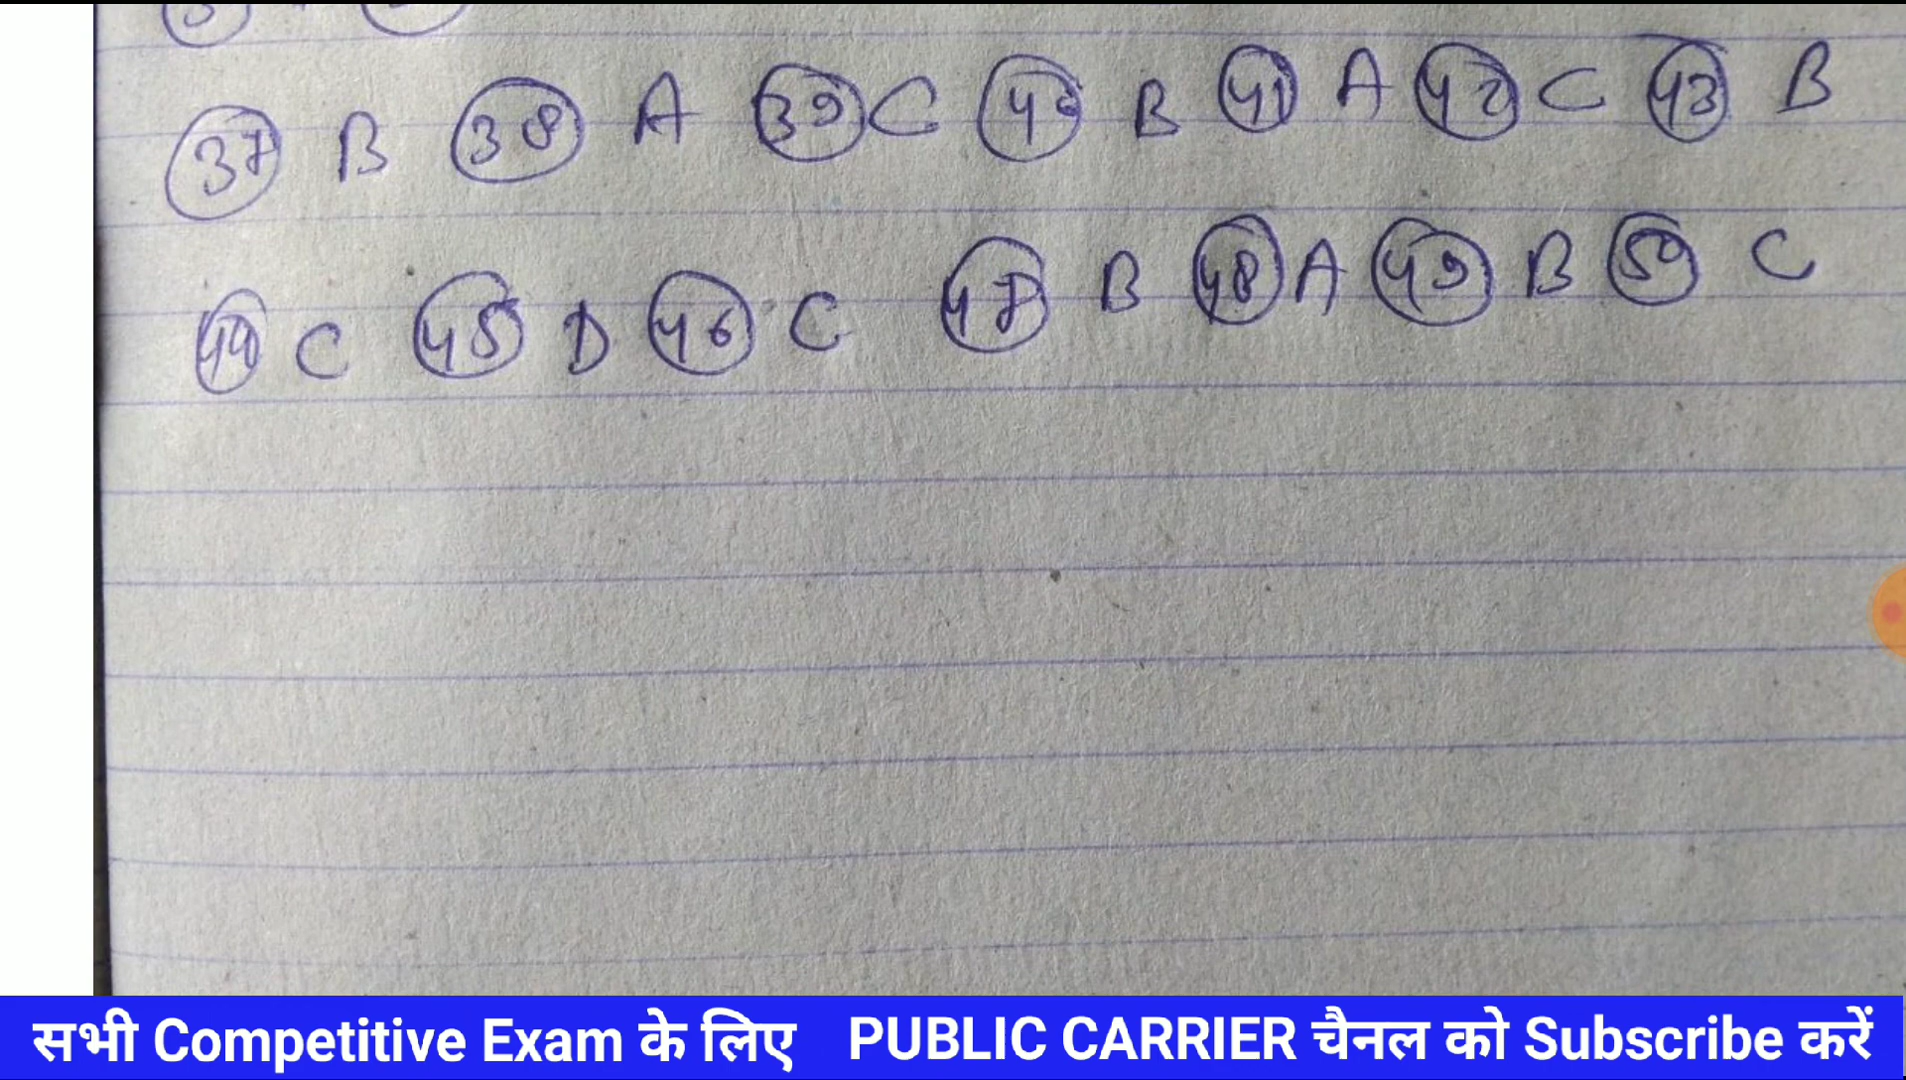 37 B 38 A 39 C 40 B 41 A 42 C 43 B
44 C 45 D 46 C 47 B 48 A 49 B 50 C
सभी Competitive Exam के लिए PUBLIC CARRIER चैनल को Subscribe करें